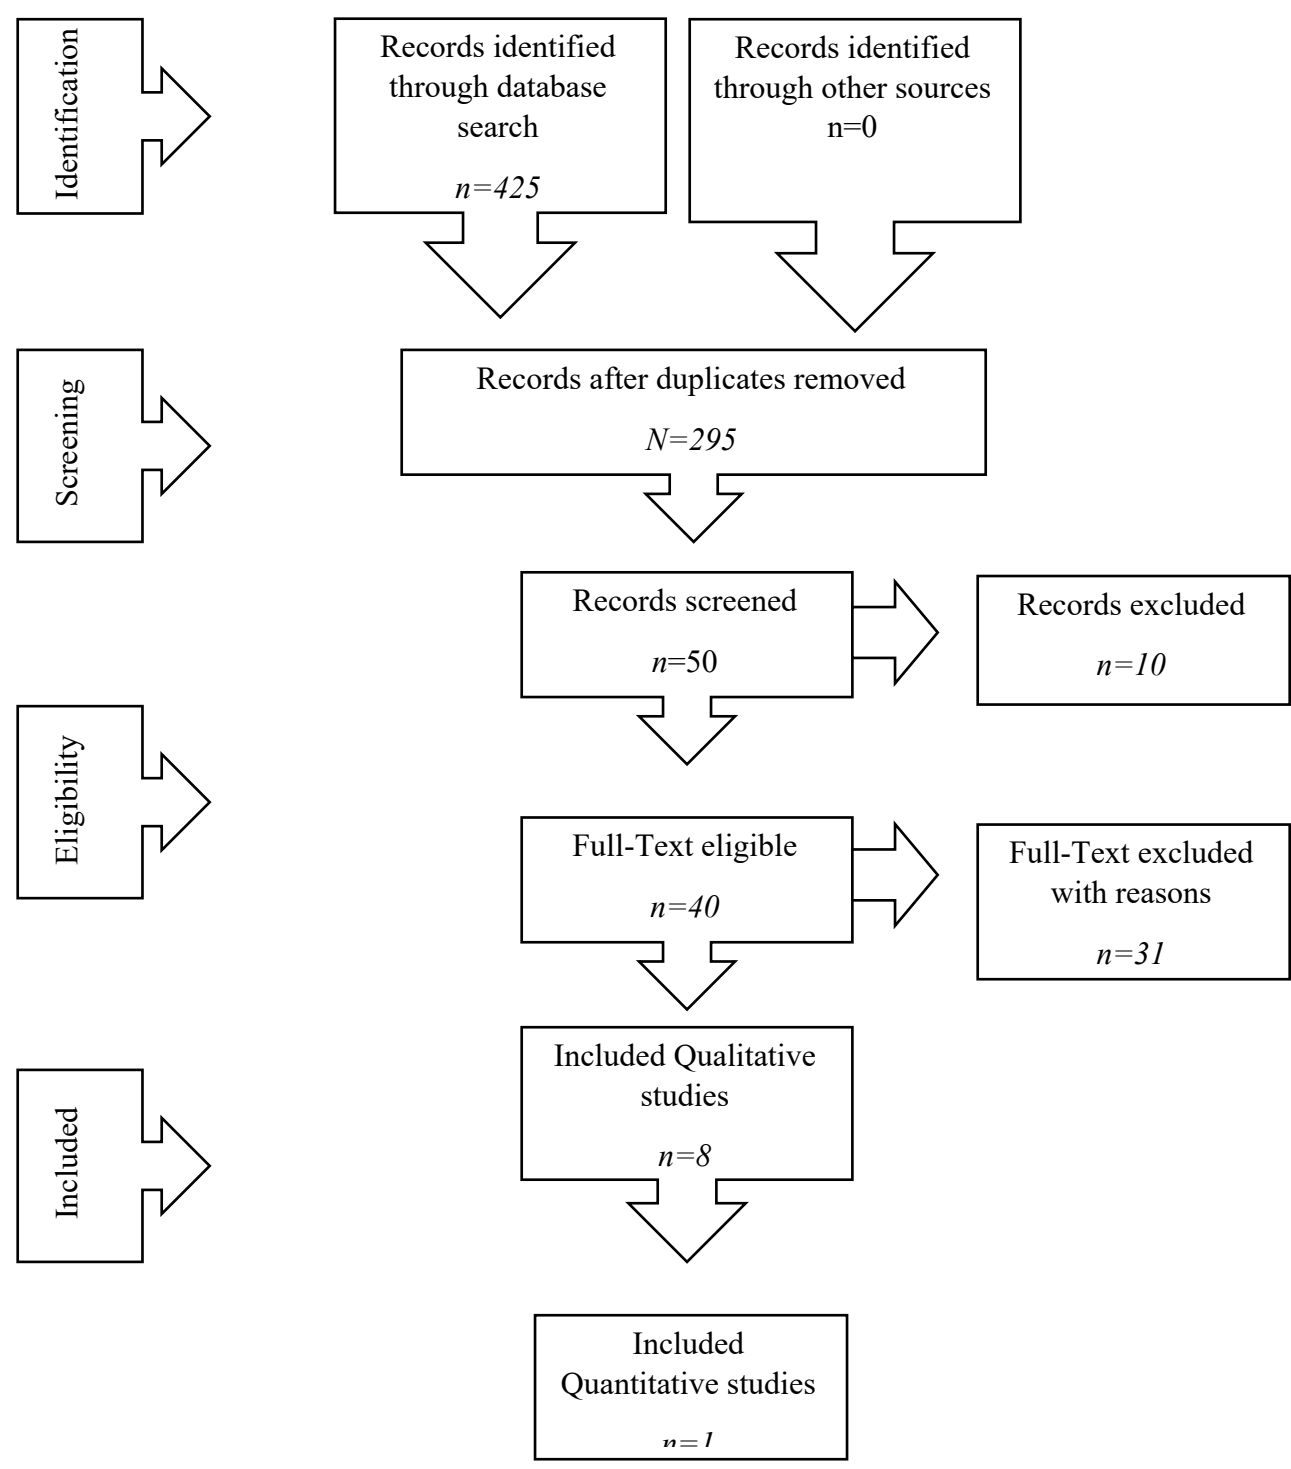 Identification
Records identified
through database
search
n=425
Records identified
through other sources
n=0
Screening
Records after duplicates removed
N=295
Records screened
n=50
Records excluded
n=10
Eligibility
Full-Text eligible
n=40
Full-Text excluded
with reasons
n=31
Included
Included Qualitative
studies
n=8
Included
Quantitative studies
n=1